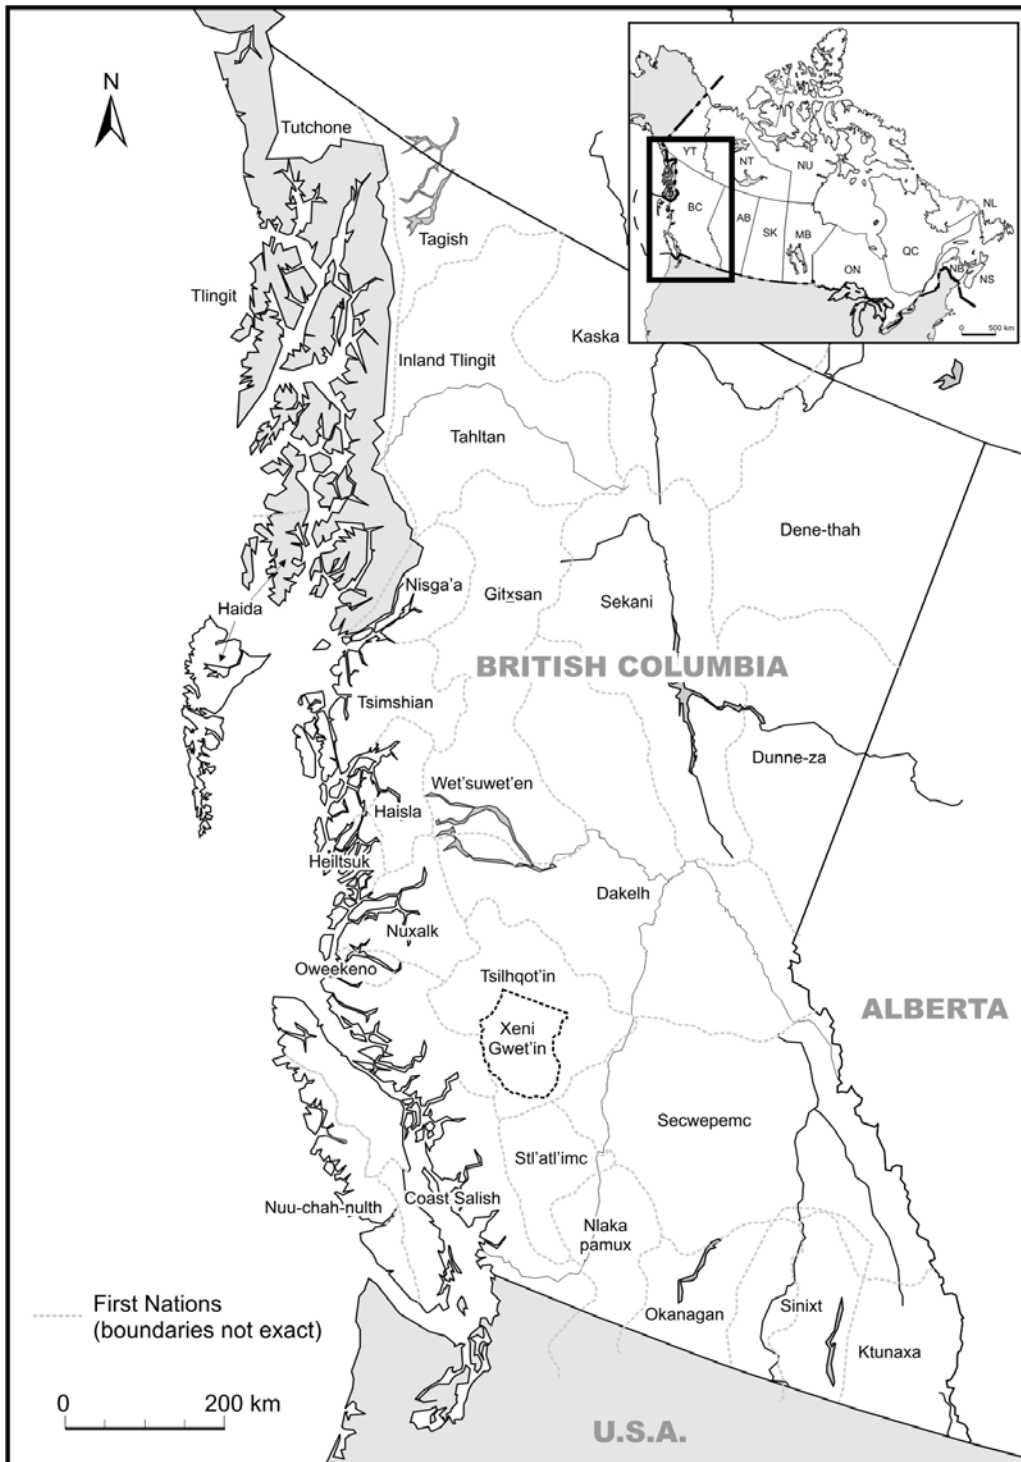 N
Tutchone
Tagish
Tlingit
Inland Tlingit
Kaska
Tahltan
Dene-thah
Nisga'a
Gitx̲san
Sekani
Haida
BRITISH COLUMBIA
Tsimshian
Dunne-za
Wet'suwet'en
Haisla
Heiltsuk
Dakelh
Nuxalk
Oweekeno
Tsilhqot'in
Xeni
Gwet'in
ALBERTA
Secwepemc
Stl'atl'imc
Nuu-chah-nulth
Coast Salish
Nlaka
pamux
Okanagan
Sinixt
Ktunaxa
First Nations
(boundaries not exact)
0 200 km
U.S.A.
YT
NT
NU
BC
AB
SK
MB
ON
QC
NL
NB
NS
0 500 km